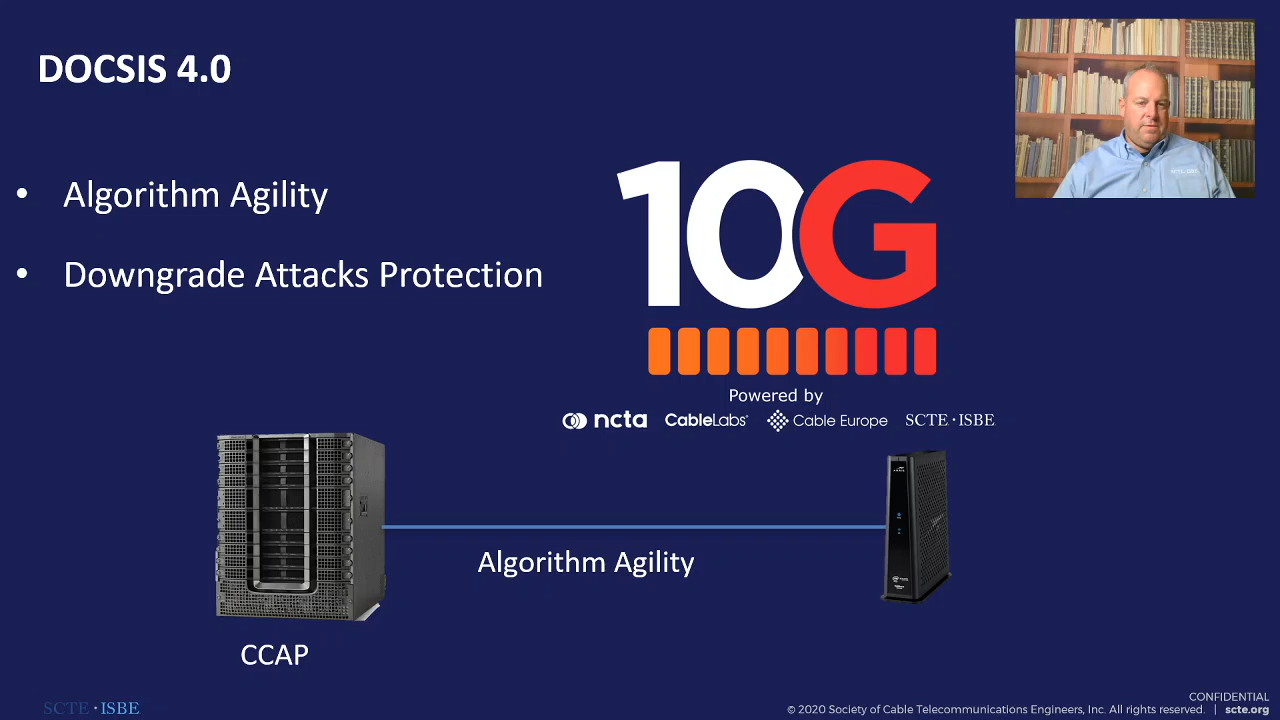 DOCSIS 4.0
• Algorithm Agility
• Downgrade Attacks Protection
10G
Powered by
ncta CableLabs® Cable Europe SCTE•ISBE
Algorithm Agility
CCAP
SCTE•ISBE
CONFIDENTIAL
© 2020 Society of Cable Telecommunications Engineers, Inc. All rights reserved. | scte.org